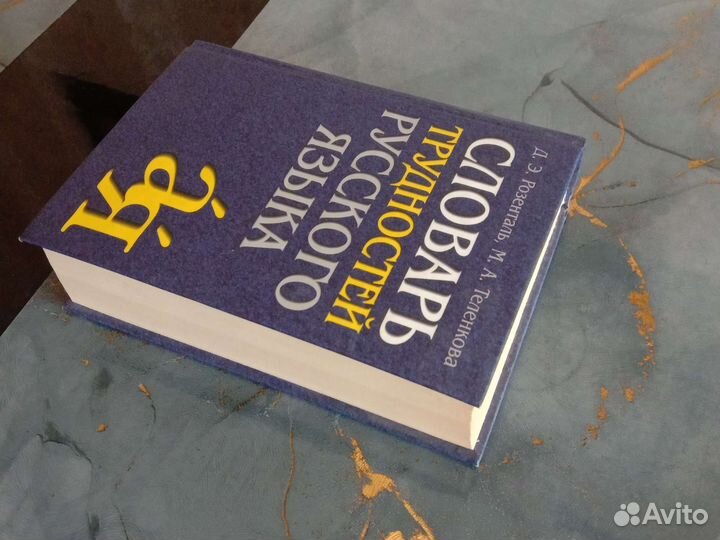 Д. Э. Розенталь, М. А. Теленкова
СЛОВАРЬ
ТРУДНОСТЕЙ
РУССКОГО
ЯЗЫКА
а,
Я,
Avito